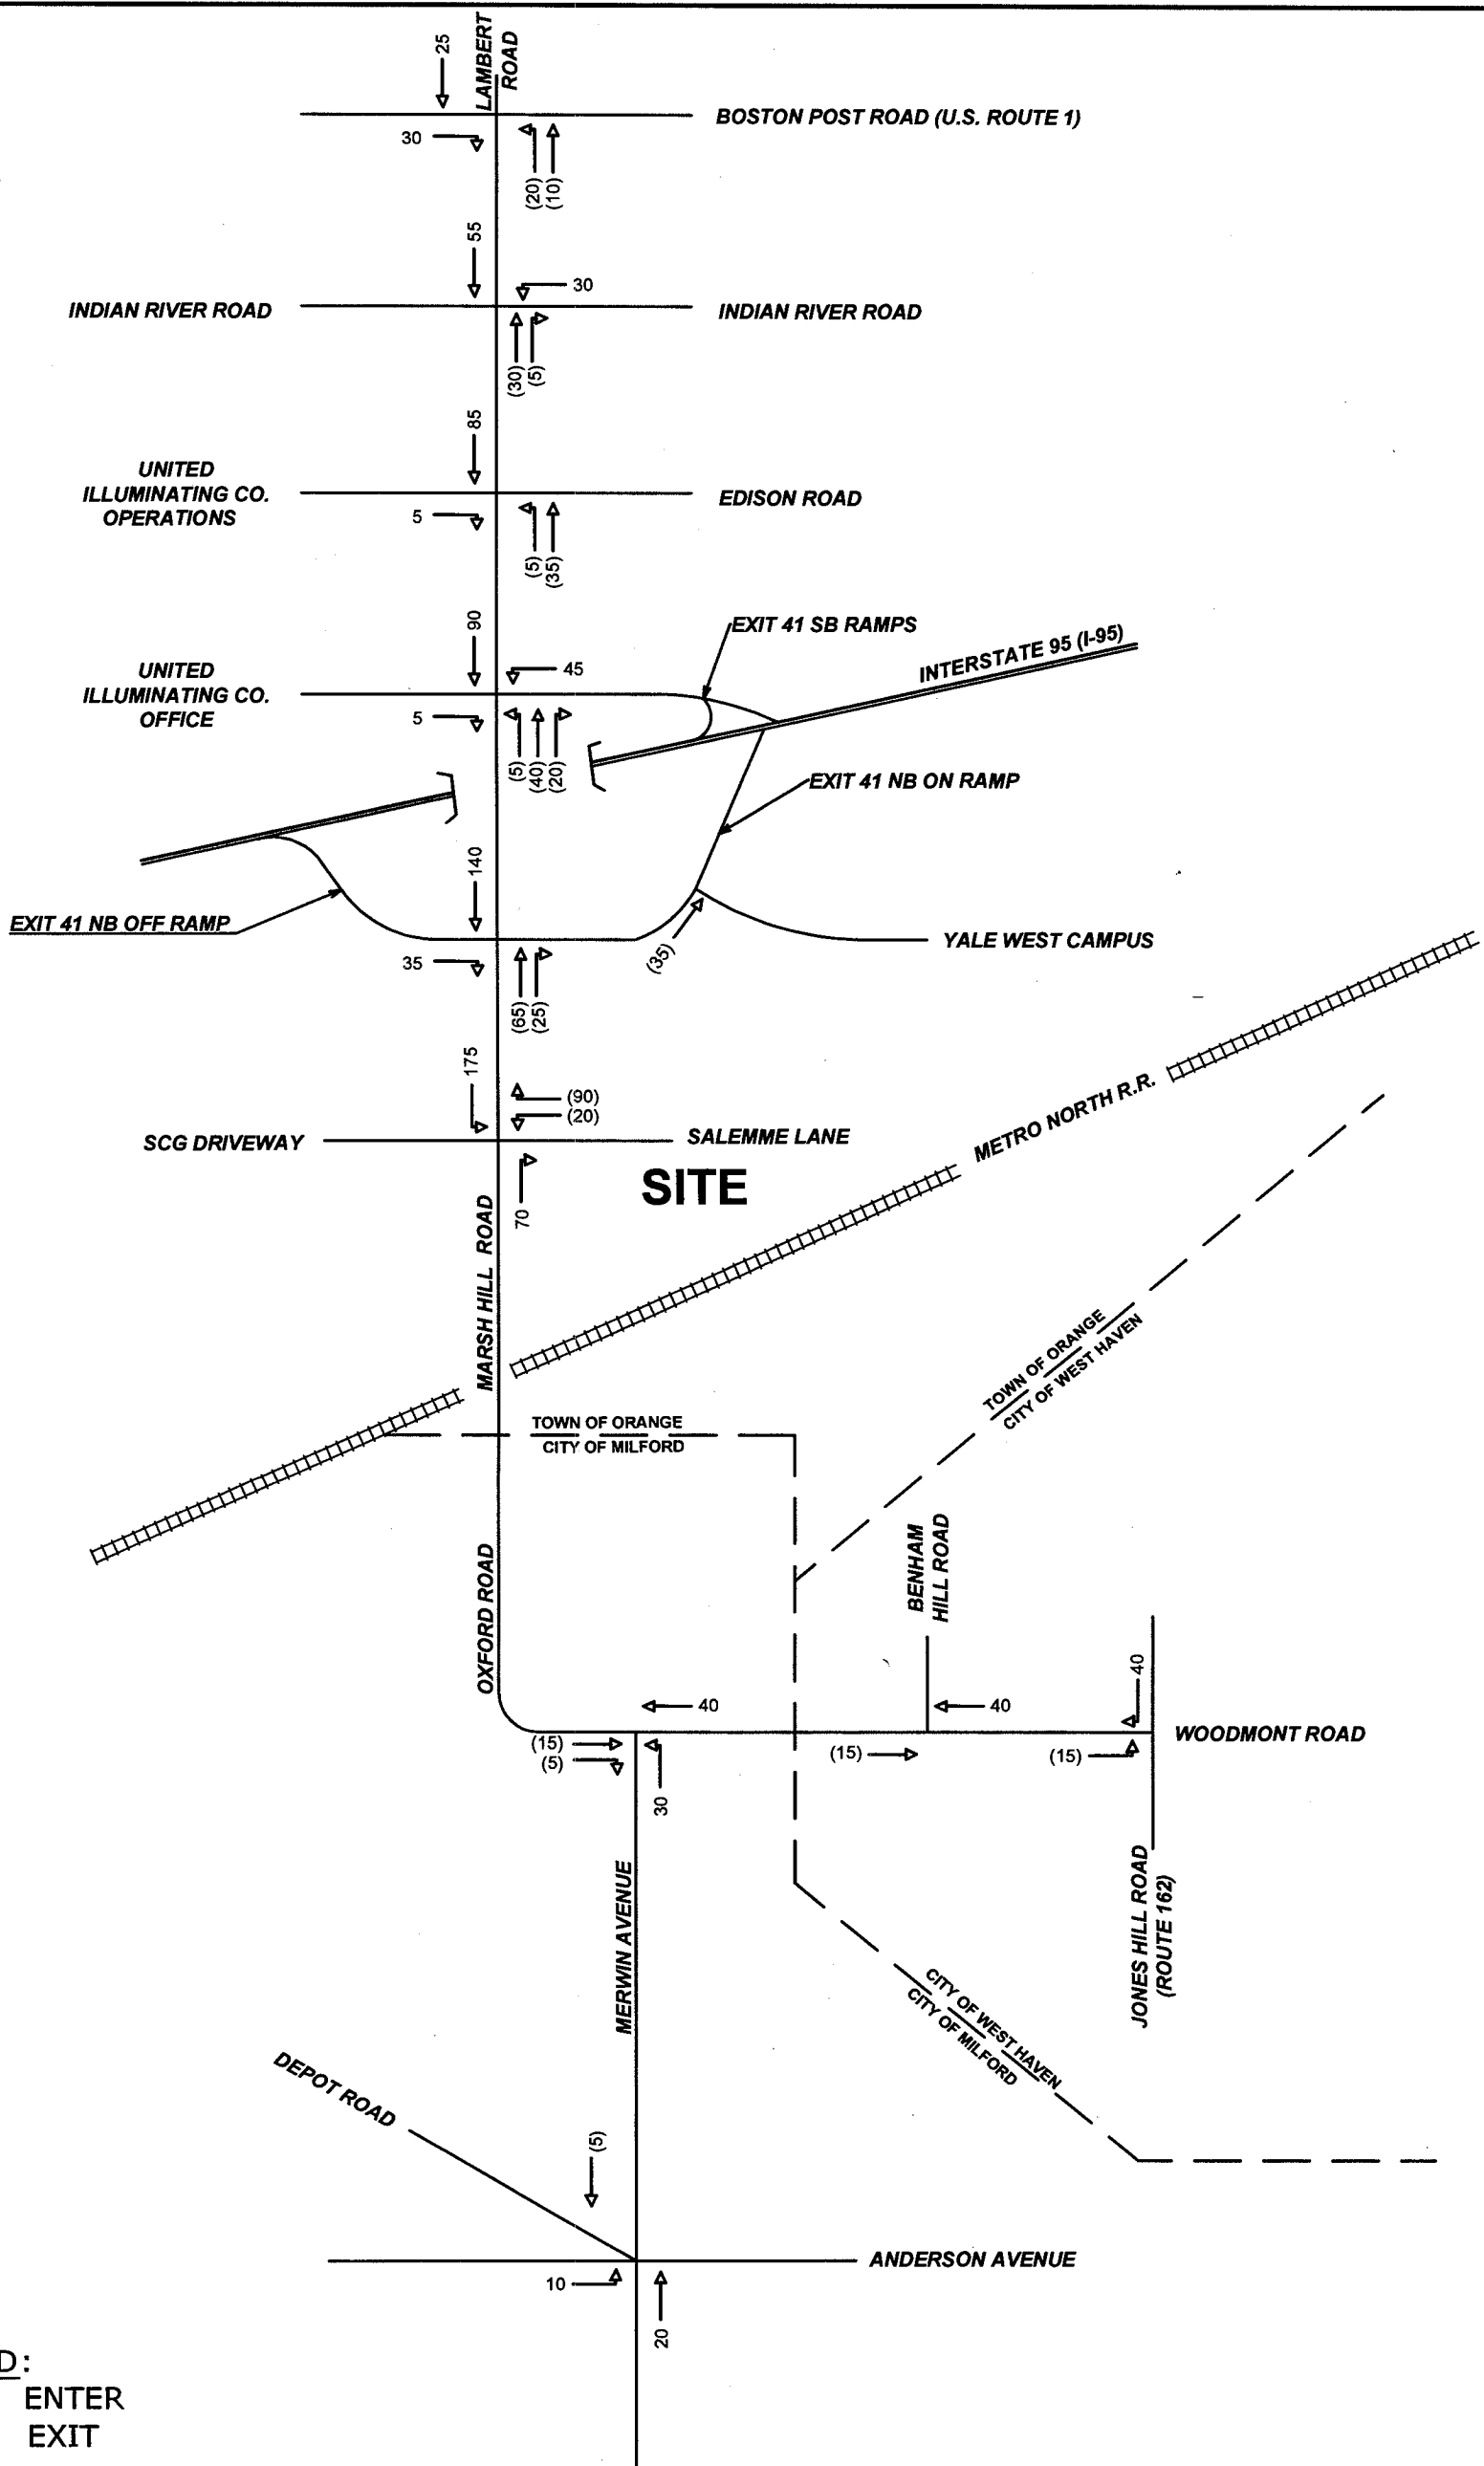 25
LAMBERT
ROAD
BOSTON POST ROAD (U.S. ROUTE 1)
30
(20)
(10)
55
30
INDIAN RIVER ROAD
INDIAN RIVER ROAD
(30)
(5)
85
UNITED
ILLUMINATING CO.
OPERATIONS
EDISON ROAD
5
(5)
(35)
90
EXIT 41 SB RAMPS
INTERSTATE 95 (I-95)
45
UNITED
ILLUMINATING CO.
OFFICE
5
(5)
(40)
(20)
EXIT 41 NB ON RAMP
140
EXIT 41 NB OFF RAMP
YALE WEST CAMPUS
35
(35)
(65)
(25)
175
(90)
(20)
METRO NORTH R.R.
SCG DRIVEWAY
SALEMME LANE
SITE
70
MARSH HILL ROAD
TOWN OF ORANGE
CITY OF WEST HAVEN
TOWN OF ORANGE
CITY OF MILFORD
OXFORD ROAD
BENHAM
HILL ROAD
40
40
40
WOODMONT ROAD
(15)
(5)
(15)
(15)
30
MERWIN AVENUE
JONES HILL ROAD
(ROUTE 162)
CITY OF WEST HAVEN
CITY OF MILFORD
DEPOT ROAD
(5)
ANDERSON AVENUE
10
20
D:
ENTER
EXIT